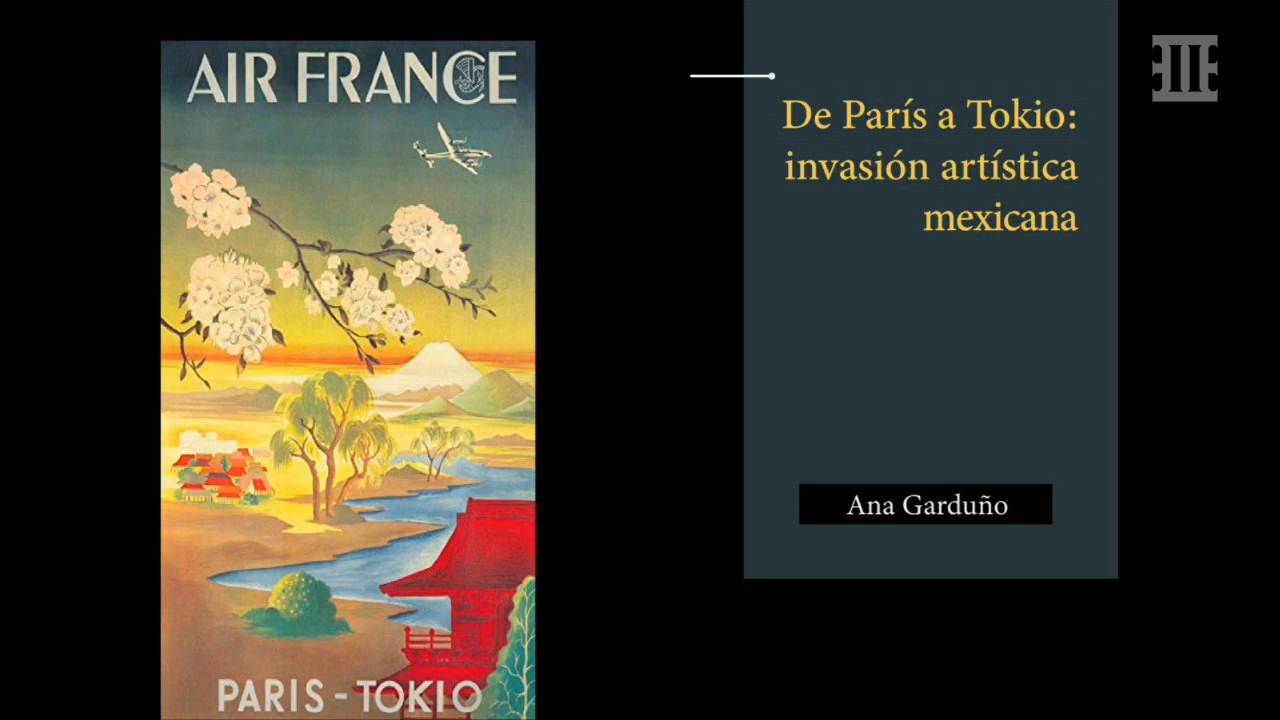 AIR FRANCE
PARIS - TOKIO
De París a Tokio:
invasión artística
mexicana
Ana Garduño